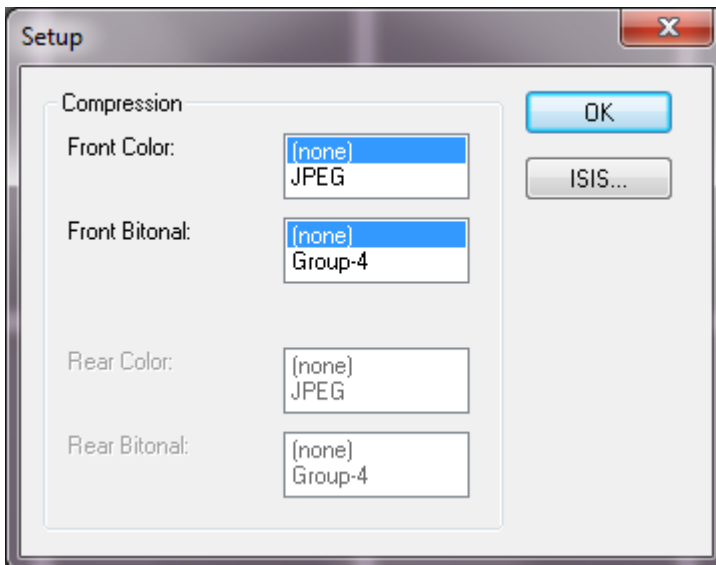 Setup
Compression
OK
Front Color:
(none)
JPEG
ISIS...
Front Bitonal:
(none)
Group-4
Rear Color:
(none)
JPEG
Rear Bitonal:
(none)
Group-4